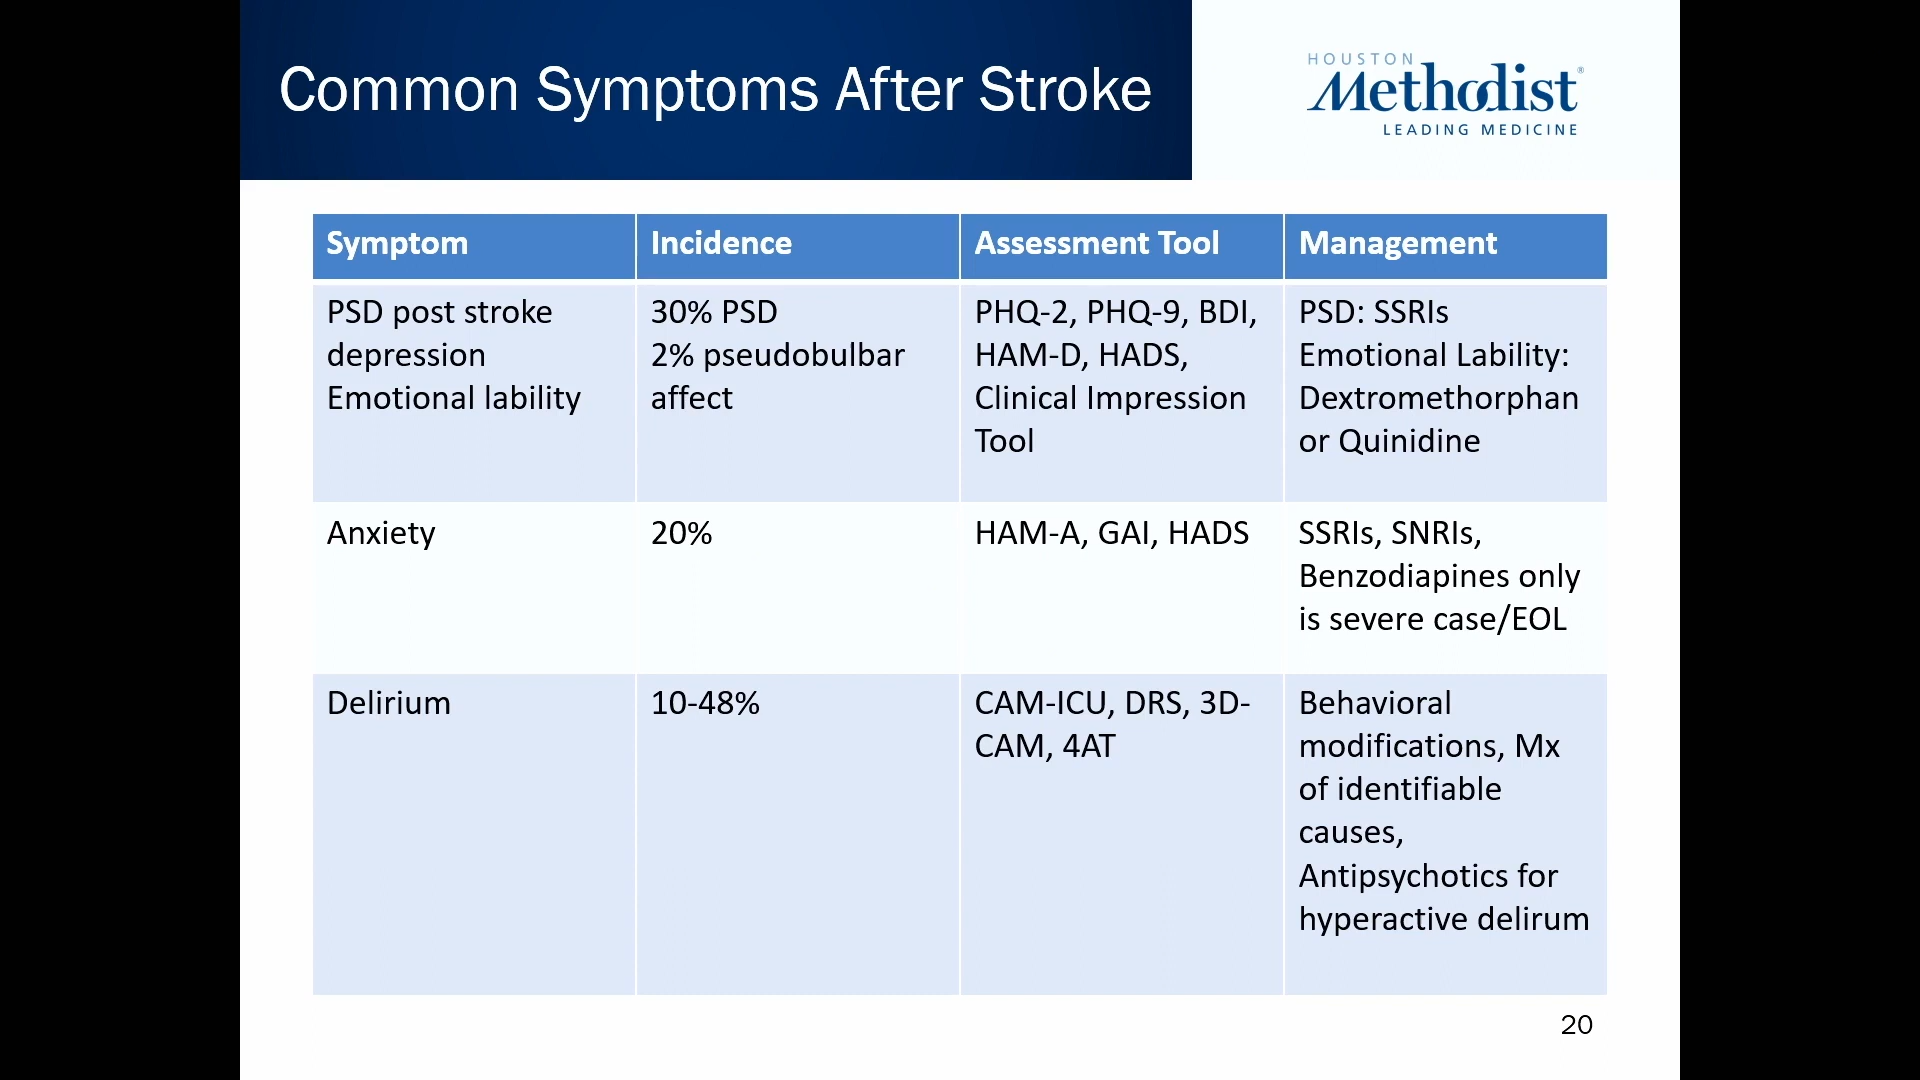 Common Symptoms After Stroke
HOUSTON
Methodist®
LEADING MEDICINE
Symptom
Incidence
Assessment Tool
Management
PSD post stroke
depression
Emotional lability
30% PSD
2% pseudobulbar
affect
PHQ-2, PHQ-9, BDI,
HAM-D, HADS,
Clinical Impression
Tool
PSD: SSRIs
Emotional Lability:
Dextromethorphan
or Quinidine
Anxiety
20%
HAM-A, GAI, HADS
SSRIs, SNRIs,
Benzodiapines only
is severe case/EOL
Delirium
10-48%
CAM-ICU, DRS, 3D-
CAM, 4AT
Behavioral
modifications, Mx
of identifiable
causes,
Antipsychotics for
hyperactive delirum
20